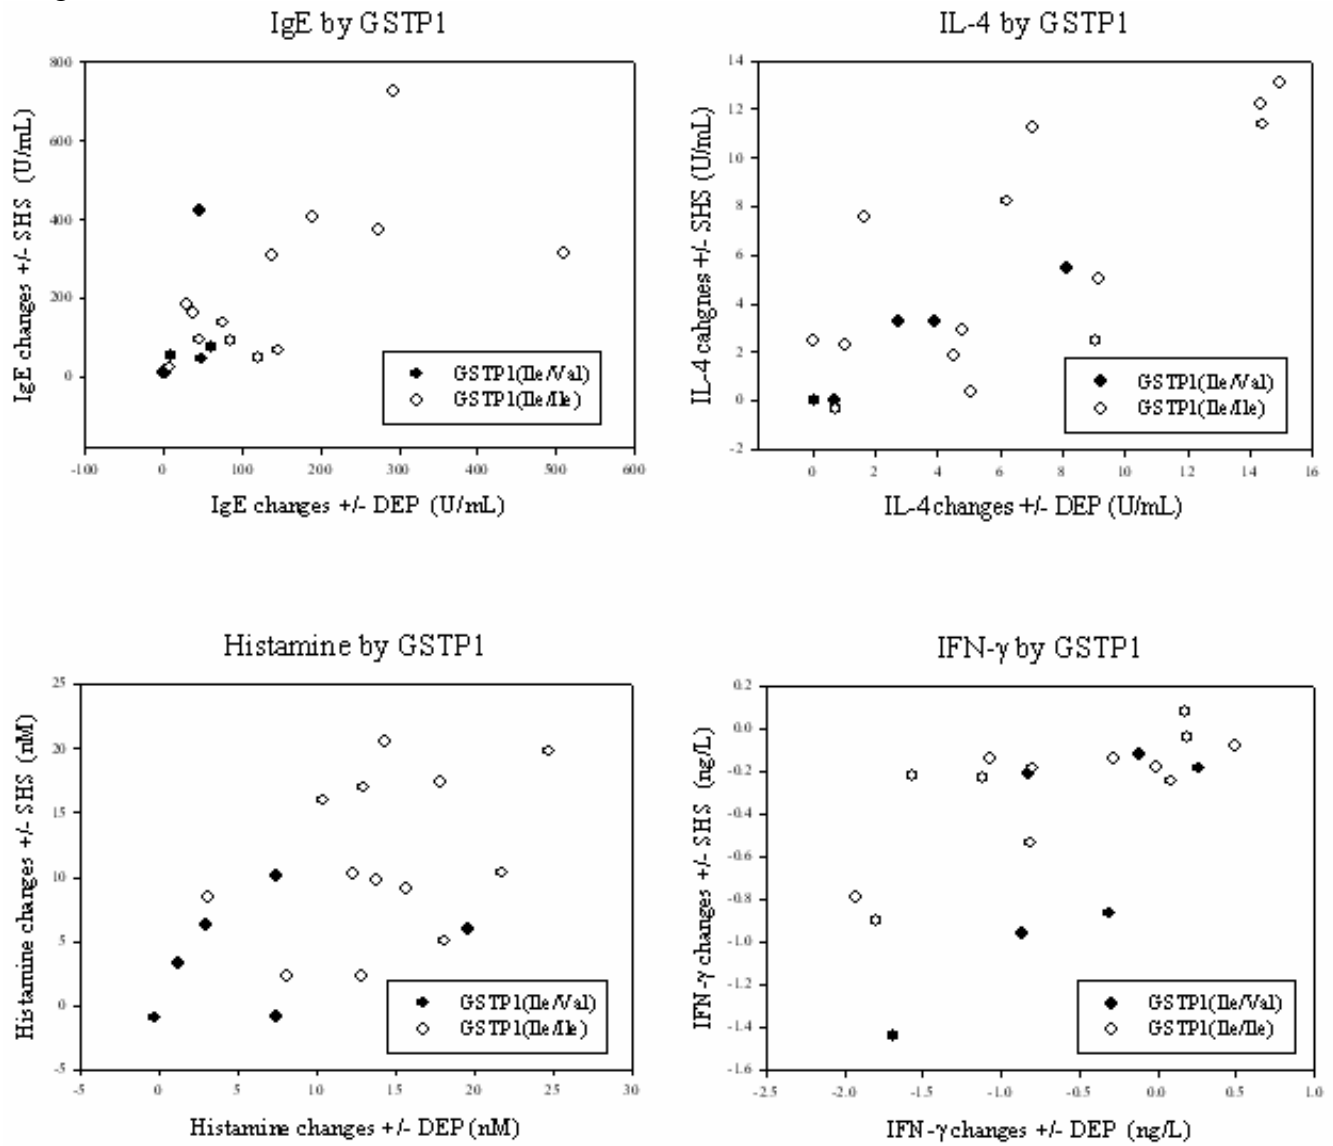 IgE by GSTP1
IgE changes +/- SHS (U/mL)
800
600
400
200
0
-100 0 100 200 300 400 500 600
IgE changes +/- DEP (U/mL)
GSTP1(Ile/Val)
GSTP1(Ile/Ile)
IL-4 by GSTP1
IL-4 cahgnes +/- SHS (U/mL)
14
12
10
8
6
4
2
0
-2
0 2 4 6 8 10 12 14 16
IL-4 changes +/- DEP (U/mL)
GSTP1(Ile/Val)
GSTP1(Ile/Ile)
Histamine by GSTP1
Histamine changes +/- SHS (nM)
25
20
15
10
5
0
-5
-5 0 5 10 15 20 25 30
Histamine changes +/- DEP (nM)
GSTP1(Ile/Val)
GSTP1(Ile/Ile)
IFN-γ by GSTP1
IFN-γ changes +/- SHS (ng/L)
0.2
0.0
-0.2
-0.4
-0.6
-0.8
-1.0
-1.2
-1.4
-1.6
-2.5 -2.0 -1.5 -1.0 -0.5 0.0 0.5 1.0
IFN-γ changes +/- DEP (ng/L)
GSTP1(Ile/Val)
GSTP1(Ile/Ile)